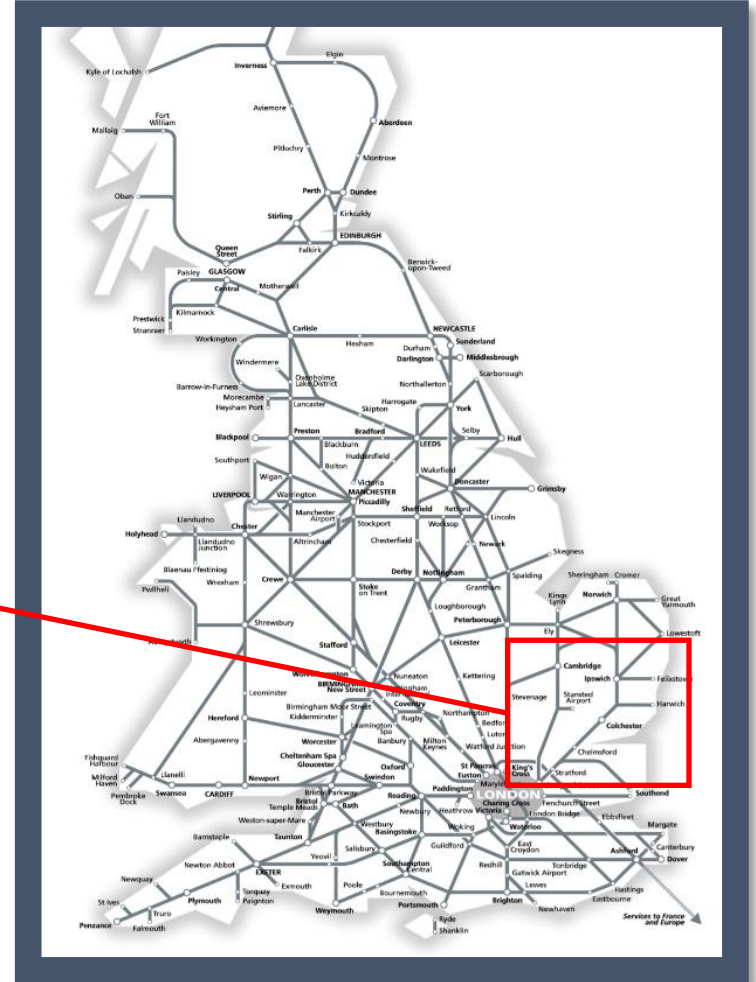 Elgin
Inverness
Kyle of Lochalsh
Aviemore
Fort
William
Aberdeen
Mallaig
Pitlochry
Montrose
Perth
Dundee
Oban
Stirling
Kirkcaldy
EDINBURGH
Queen
Street
Falkirk
Berwick-
upon-Tweed
Paisley
GLASGOW
Central
Motherwell
Prestwick
Kilmarnock
Stranraer
Carlisle
NEWCASTLE
Workington
Hexham
Sunderland
Durham
Windermere
Darlington
Middlesbrough
Scarborough
Oxenholme
Lake District
Barrow-in-Furness
Northallerton
Morecambe
Lancaster
Harrogate
York
Heysham Port
Skipton
Blackpool
Preston
Bradford
LEEDS
Selby
Hull
Blackburn
Huddersfield
Southport
Bolton
Wakefield
Wigan
Victoria
Doncaster
Grimsby
LIVERPOOL
Warrington
MANCHESTER
Piccadilly
Manchester
Airport
Sheffield
Retford
Llandudno
Stockport
Worksop
Lincoln
Holyhead
Chester
Llandudno
Junction
Altrincham
Chesterfield
Newark
Skegness
Blaenau Ffestiniog
Crewe
Derby
Nottingham
Spalding
Sheringham
Cromer
Pwllheli
Wrexham
Stoke
on Trent
Grantham
Kings
Lynn
Norwich
Great
Yarmouth
Loughborough
Shrewsbury
Peterborough
Ely
Lowestoft
Stafford
Leicester
Nuneaton
Kettering
Cambridge
BIRMINGHAM
New Street
Ipswich
Felixstowe
Leominster
Coventry
Stevenage
Stansted
Airport
Harwich
Birmingham Moor Street
Kidderminster
Rugby
Northampton
Hereford
Leamington
Spa
Bedford
Colchester
Abergavenny
Worcester
Banbury
Milton
Keynes
Luton
Watford Junction
Chelmsford
Cheltenham Spa
Gloucester
Fishguard
Harbour
Oxford
St Pancras
Euston
King's
Cross
Stratford
Milford
Haven
Llanelli
Newport
Swindon
Pembroke
Dock
Swansea
CARDIFF
Bristol Parkway
Reading
Paddington
LONDON
Southend
Bristol
Temple Meads
Bath
Charing Cross
Fenchurch Street
Newbury
Heathrow
Victoria
London Bridge
Ebbsfleet
Weston-super-Mare
Westbury
Basingstoke
Woking
Waterloo
Margate
Barnstaple
Taunton
Salisbury
Guildford
East
Croydon
Canterbury
Newton Abbot
EXETER
Yeovil
Southampton
Central
Redhill
Tonbridge
Ashford
Dover
Gatwick Airport
Newquay
Torquay
Exmouth
Poole
Bournemouth
Lewes
Hastings
St Ives
Plymouth
Paignton
Weymouth
Portsmouth
Brighton
Newhaven
Eastbourne
Truro
Penzance
Falmouth
Ryde
Shanklin
Services to France
and Europe